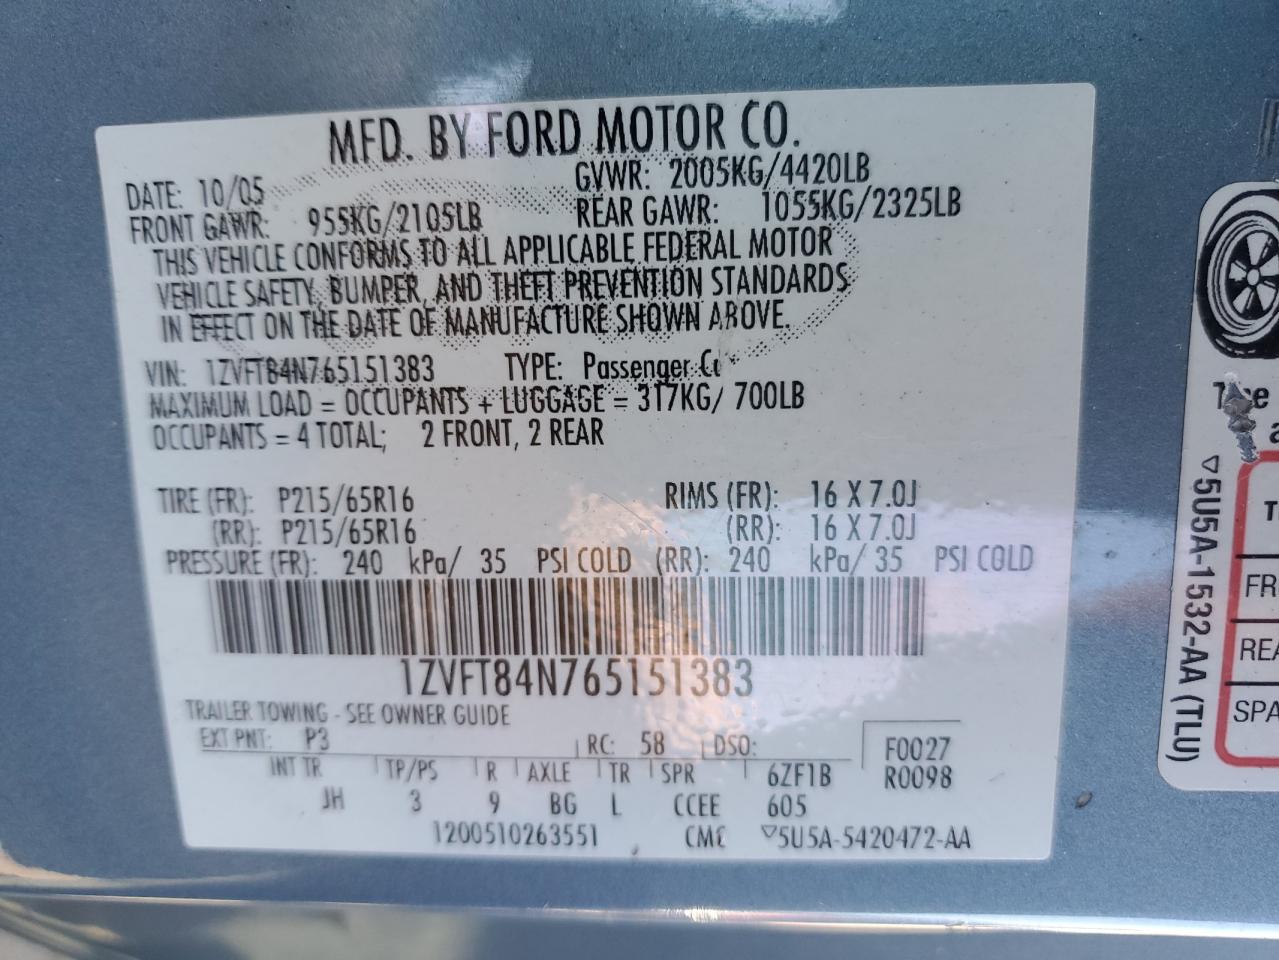 MFD. BY FORD MOTOR CO.
DATE: 10/05 GVWR: 2005KG/4420LB
FRONT GAWR: 955KG/2105LB REAR GAWR: 1055KG/2325LB
THIS VEHICLE CONFORMS TO ALL APPLICABLE FEDERAL MOTOR
VEHICLE SAFETY, BUMPER, AND THEFT PREVENTION STANDARDS
IN EFFECT ON THE DATE OF MANUFACTURE SHOWN ABOVE.
VIN: 1ZVFT84N765151383 TYPE: Passenger
MAXIMUM LOAD = OCCUPANTS + LUGGAGE = 317KG/ 700LB
OCCUPANTS = 4 TOTAL; 2 FRONT, 2 REAR
TIRE (FR): P215/65R16 RIMS (FR): 16 X 7.0J
(RR): P215/65R16 (RR): 16 X 7.0J
PRESSURE (FR): 240 kPa/ 35 PSI COLD (RR): 240 kPa/ 35 PSI COLD
1ZVFT84N765151383
TRAILER TOWING - SEE OWNER GUIDE
EXT PNT: P3 RC: 58 DSO: F0027
INT TR TP/PS R AXLE TR SPR 6ZF1B R0098
JH 3 9 BG L CCEE 605
1200510263551 CMC ▽5U5A-5420472-AA
▽5U5A-1532-AA (TLU)
T
FR
REA
SPA